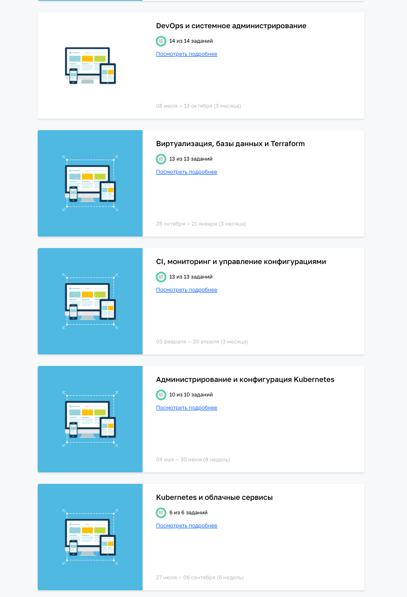 DevOps и системное администрирование
14 из 14 заданий
Посмотреть подробнее
08 июля — 13 октября (3 месяца)
Виртуализация, базы данных и Terraform
13 из 13 заданий
Посмотреть подробнее
28 октября — 21 января (3 месяца)
CI, мониторинг и управление конфигурациями
13 из 13 заданий
Посмотреть подробнее
03 февраля — 20 апреля (3 месяца)
Администрирование и конфигурация Kubernetes
10 из 10 заданий
Посмотреть подробнее
04 мая — 30 июня (8 недель)
Kubernetes и облачные сервисы
6 из 6 заданий
Посмотреть подробнее
27 июля — 06 сентября (6 недель)